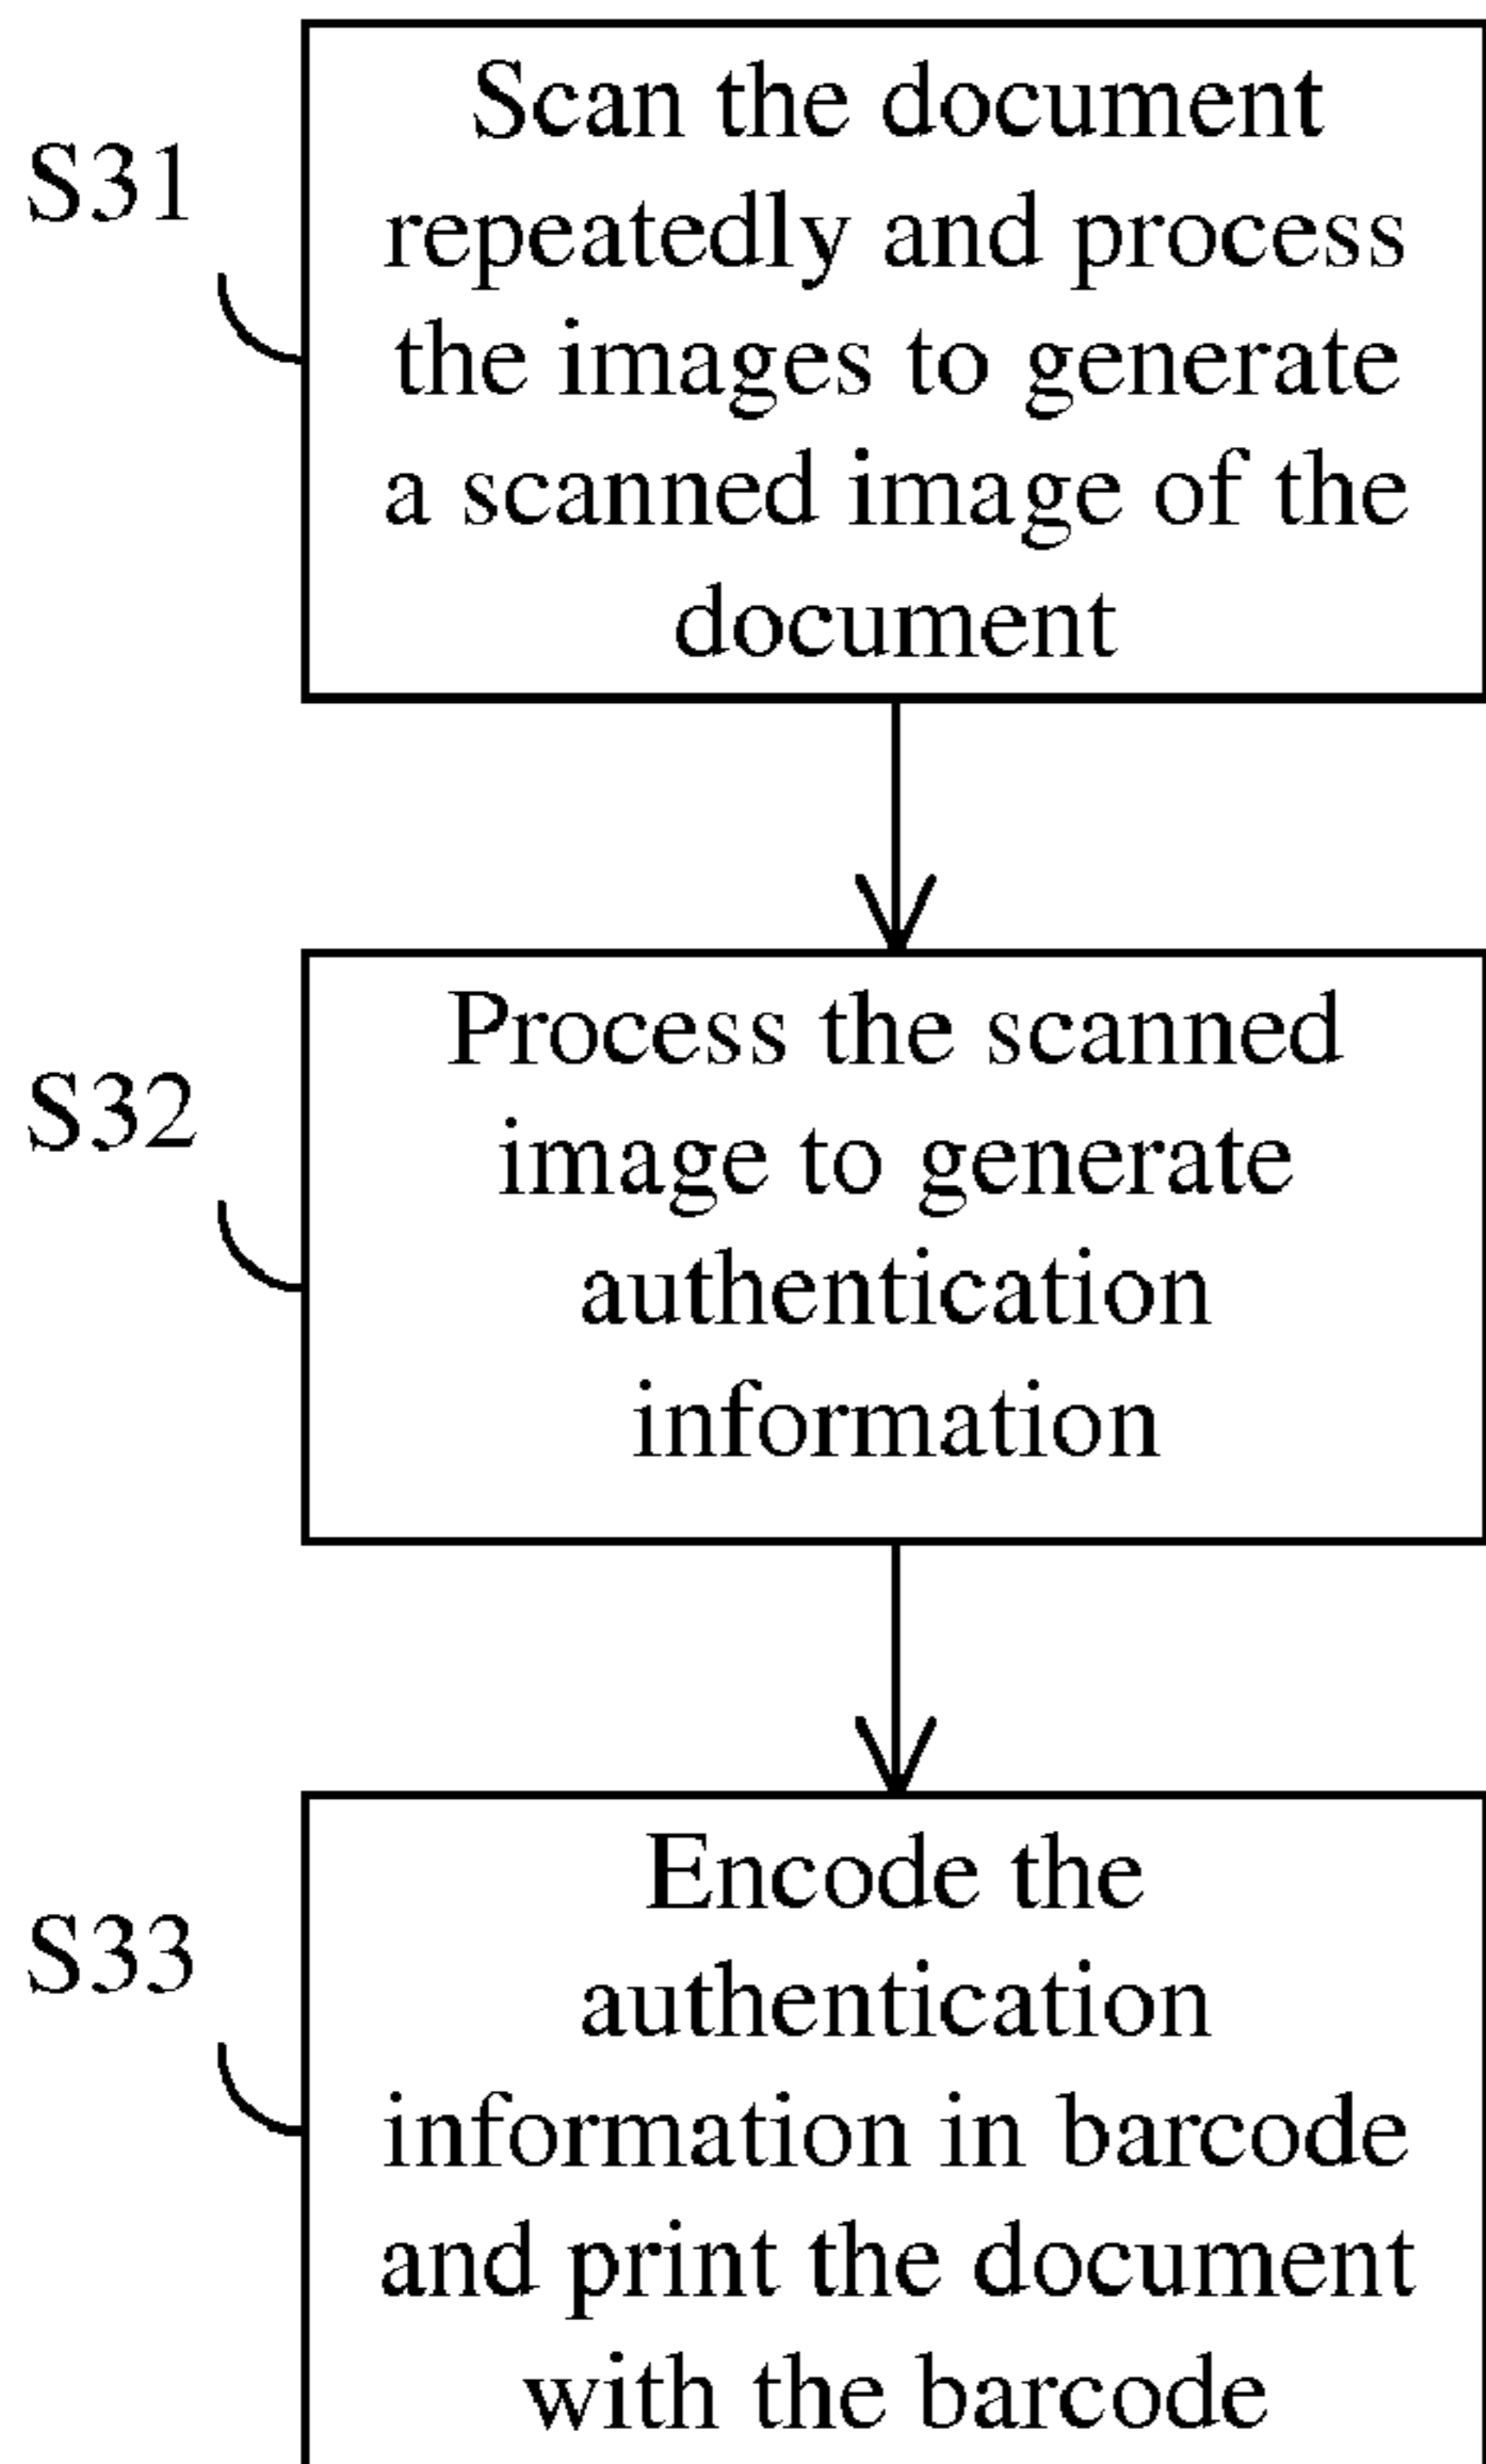 S31
Scan the document
repeatedly and process
the images to generate
a scanned image of the
document
S32
Process the scanned
image to generate
authentication
information
S33
Encode the
authentication
information in barcode
and print the document
with the barcode